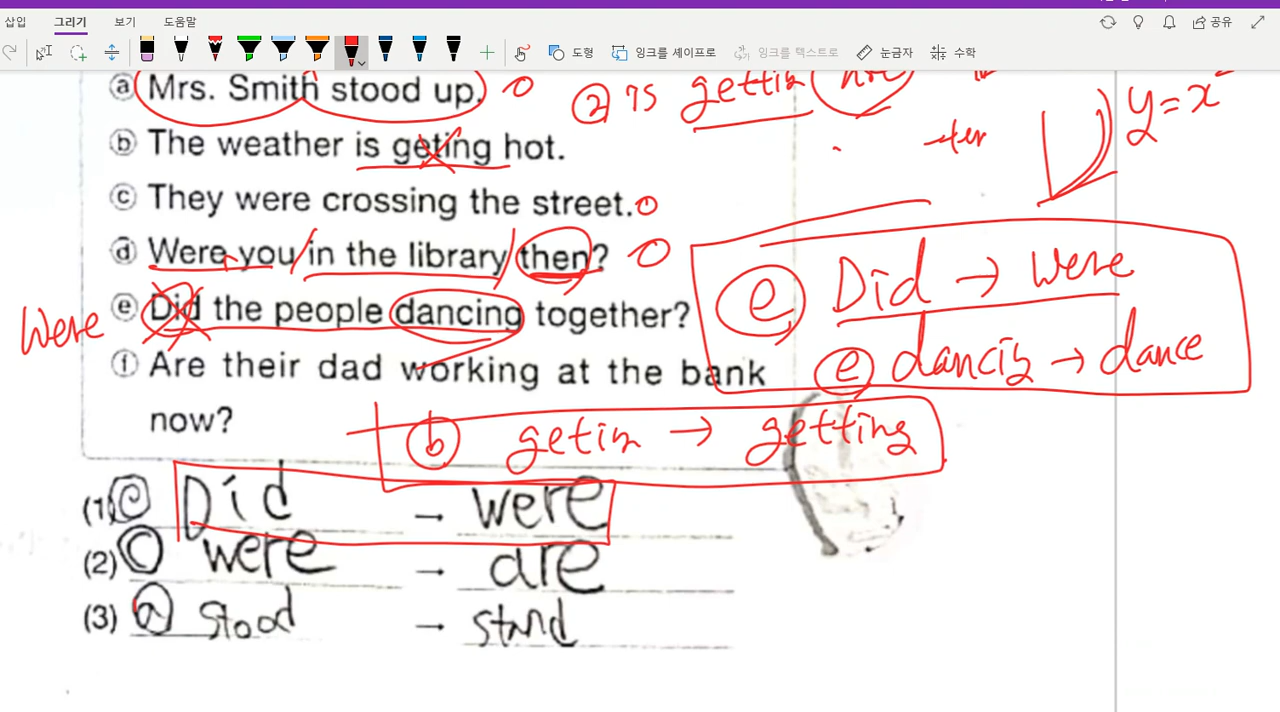 삽입 그리기 보기 도움말
공유
도형 잉크를 셰이프로 잉크를 텍스트로 눈금자 수학
ⓐ Mrs. Smith stood up. O ② is gettin hot
y=x²
ⓑ The weather is geting hot.
ⓒ They were crossing the street. O
ⓓ Were you / in the library / then? O
ⓔ Did → were
Were ⓔ Did the people dancing together?
ⓔ dancing → dance
ⓕ Are their dad working at the bank
now?
ⓑ getin → getting
(1) ⓔ Did → were
(2) ⓒ were → are
(3) ⓐ stood → stand